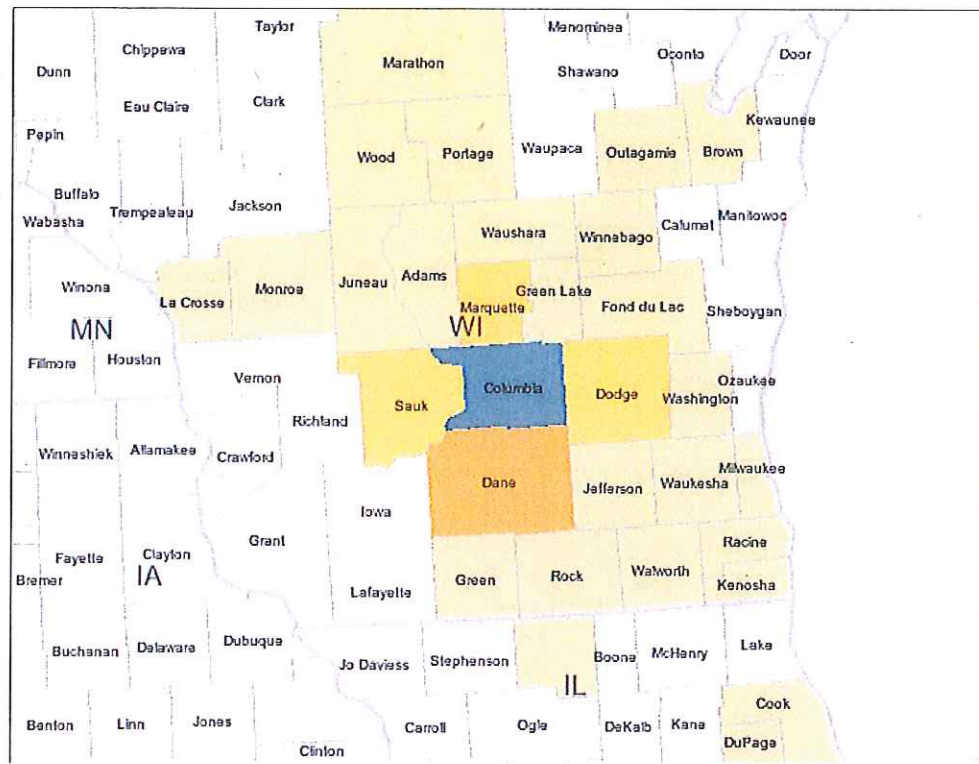 Taylor
Menominee
Chippewa
Oconto
Door
Dunn
Marathon
Shawano
Eau Claire
Clark
Kewaunee
Pepin
Wood
Portage
Waupaca
Outagamie
Brown
Buffalo
Wabasha
Trempealeau
Jackson
Waushara
Winnebago
Calumet
Manitowoc
Winona
La Crosse
Monroe
Juneau
Adams
Marquette
Green Lake
Fond du Lac
Sheboygan
MN
WI
Fillmore
Houston
Vernon
Sauk
Columbia
Dodge
Washington
Ozaukee
Richland
Winneshiek
Allamakee
Crawford
Dane
Jefferson
Waukesha
Milwaukee
Iowa
Grant
Fayette
Clayton
Racine
Bremer
IA
Green
Rock
Walworth
Kenosha
Lafayette
Buchanan
Delaware
Dubuque
Jo Daviess
Stephenson
Boone
McHenry
Lake
IL
Cook
Benton
Linn
Jones
Clinton
Carroll
Ogle
DeKalb
Kane
DuPage